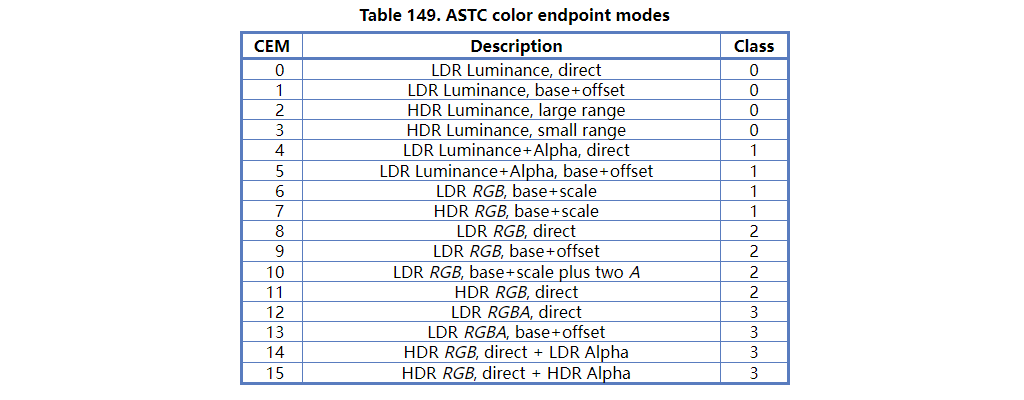 Table 149. ASTC color endpoint modes
CEM Description Class
0 LDR Luminance, direct 0
1 LDR Luminance, base+offset 0
2 HDR Luminance, large range 0
3 HDR Luminance, small range 0
4 LDR Luminance+Alpha, direct 1
5 LDR Luminance+Alpha, base+offset 1
6 LDR RGB, base+scale 1
7 HDR RGB, base+scale 1
8 LDR RGB, direct 2
9 LDR RGB, base+offset 2
10 LDR RGB, base+scale plus two A 2
11 HDR RGB, direct 2
12 LDR RGBA, direct 3
13 LDR RGBA, base+offset 3
14 HDR RGB, direct + LDR Alpha 3
15 HDR RGB, direct + HDR Alpha 3